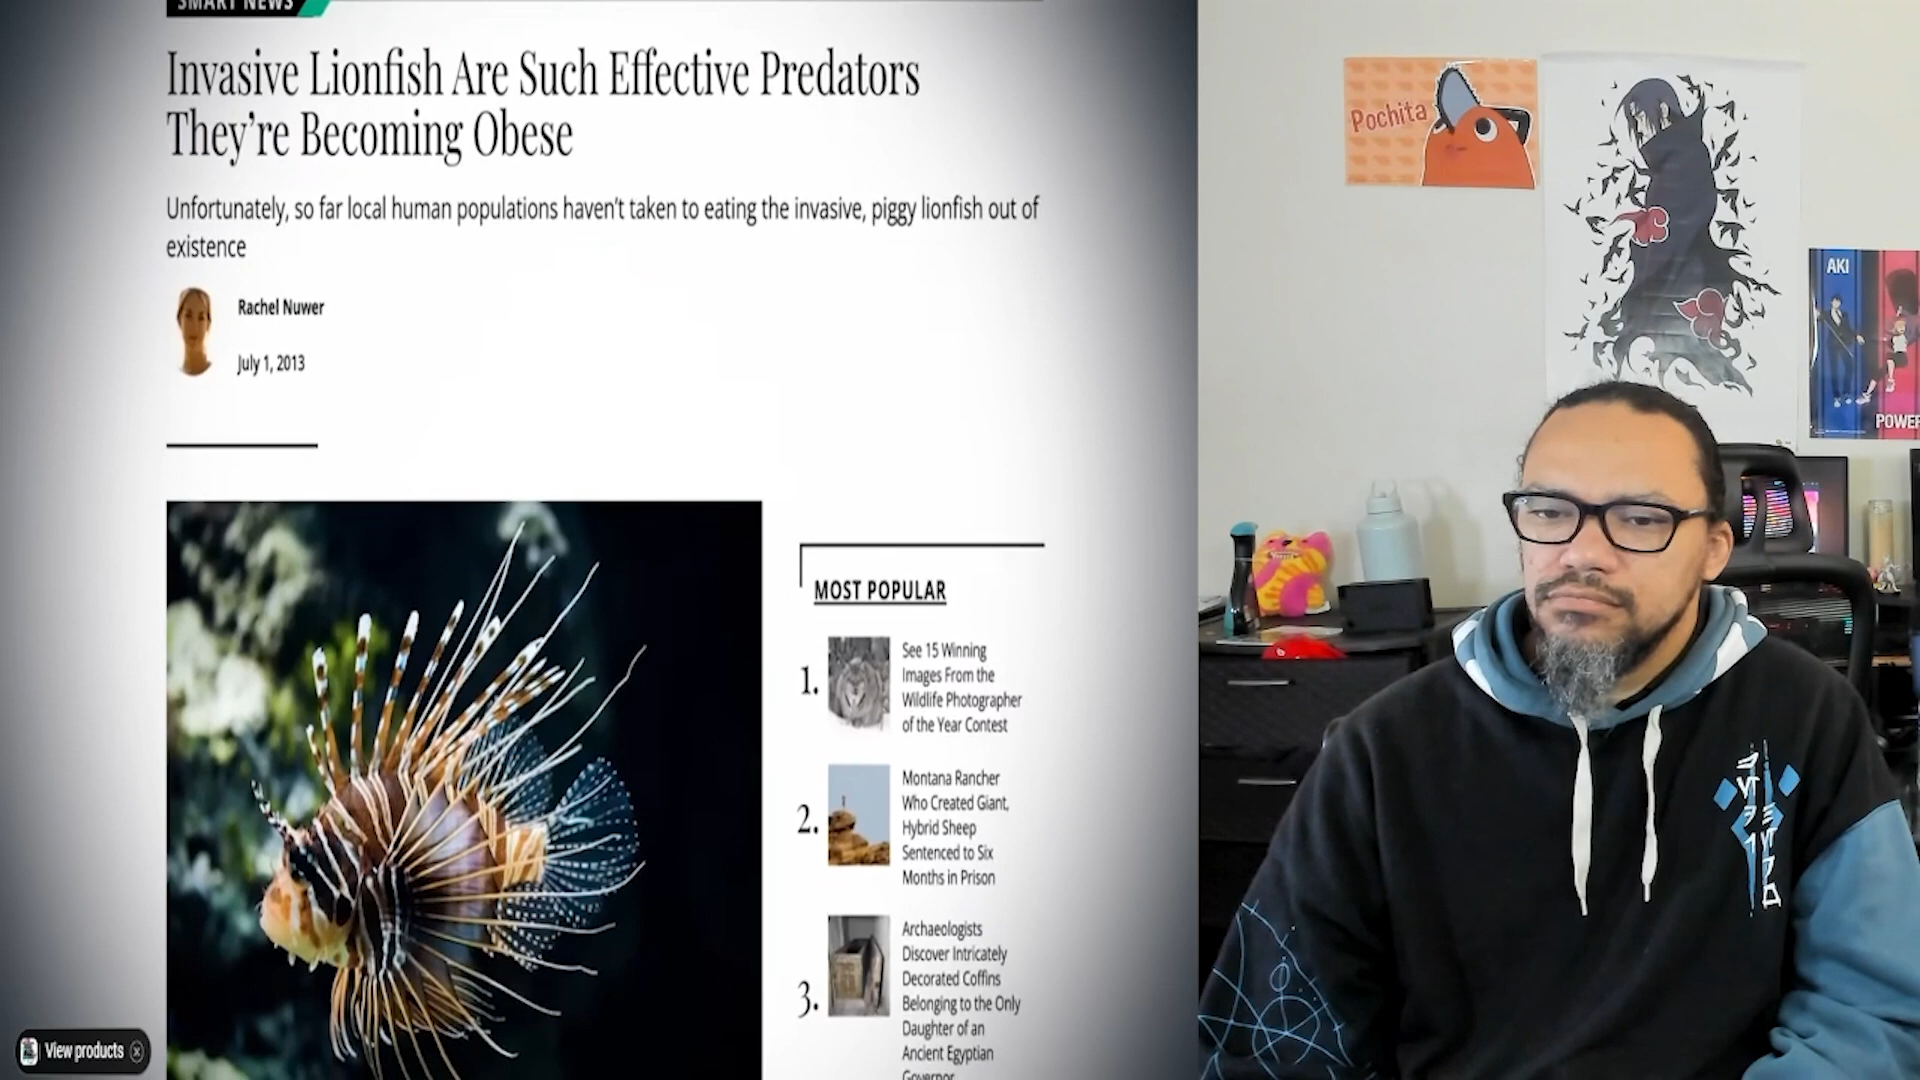 SMART NEWS
Invasive Lionfish Are Such Effective Predators
They're Becoming Obese
Unfortunately, so far local human populations haven't taken to eating the invasive, piggy lionfish out of
existence
Rachel Nuwer
July 1, 2013
MOST POPULAR
1.
See 15 Winning
Images From the
Wildlife Photographer
of the Year Contest
2.
Montana Rancher
Who Created Giant,
Hybrid Sheep
Sentenced to Six
Months in Prison
3.
Archaeologists
Discover Intricately
Decorated Coffins
Belonging to the Only
Daughter of an
Ancient Egyptian
Governor
View products
Pochita
AKI
POWER